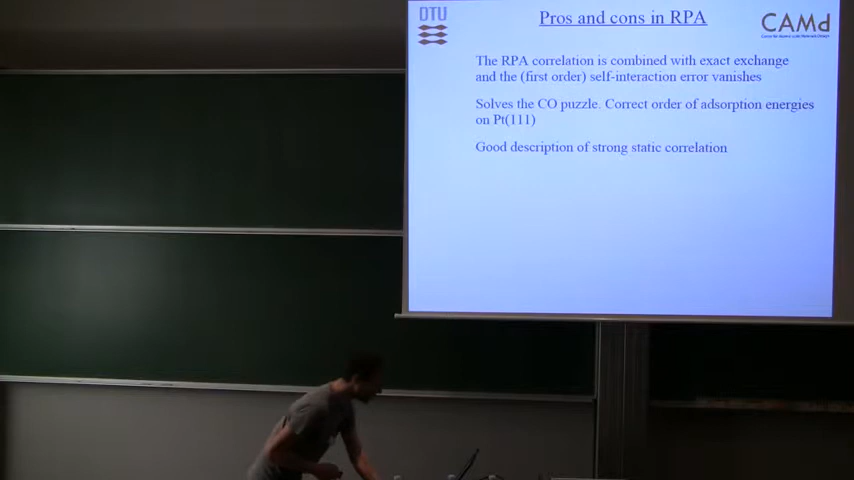 DTU
Pros and cons in RPA
CAMd
The RPA correlation is combined with exact exchange
and the (first order) self-interaction error vanishes
Solves the CO puzzle. Correct order of adsorption energies
on Pt(111)
Good description of strong static correlation